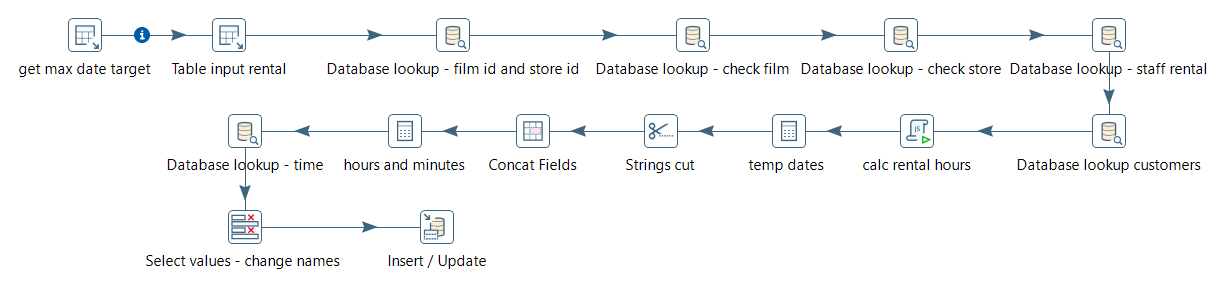 get max date target
Table input rental
Database lookup - film id and store id
Database lookup - check film
Database lookup - check store
Database lookup - staff rental
Database lookup - time
hours and minutes
Concat Fields
Strings cut
temp dates
calc rental hours
Database lookup customers
Select values - change names
Insert / Update